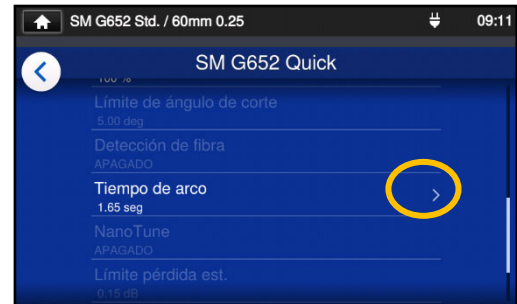 SM G652 Std. / 60mm 0.25 09:11
SM G652 Quick
100 %
Límite de ángulo de corte
5.00 deg
Detección de fibra
APAGADO
Tiempo de arco
1.65 seg
NanoTune
APAGADO
Límite pérdida est.
0.15 dB